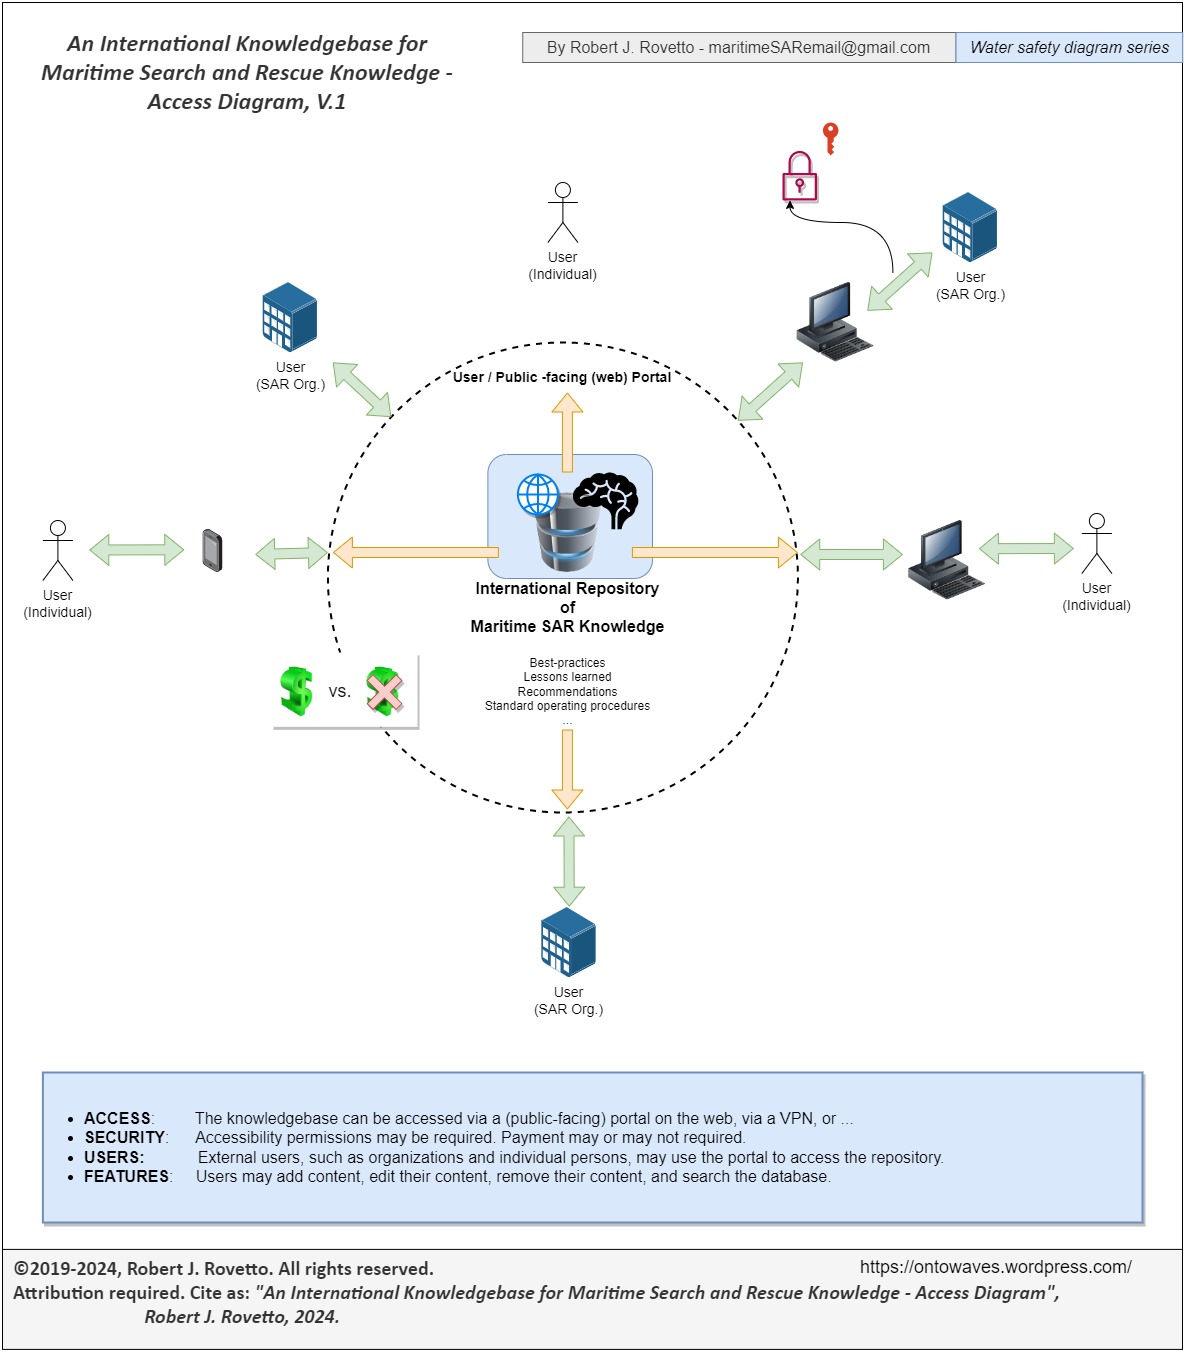 An International Knowledgebase for
Maritime Search and Rescue Knowledge -
Access Diagram, V.1
By Robert J. Rovetto - maritimeSARemail@gmail.com
Water safety diagram series
User
(Individual)
User
(SAR Org.)
User
(SAR Org.)
User / Public -facing (web) Portal
User
(Individual)
User
(Individual)
International Repository
of
Maritime SAR Knowledge
Best-practices
Lessons learned
Recommendations
Standard operating procedures
...
$ vs. $
User
(SAR Org.)
• ACCESS: The knowledgebase can be accessed via a (public-facing) portal on the web, via a VPN, or ...
• SECURITY: Accessibility permissions may be required. Payment may or may not required.
• USERS: External users, such as organizations and individual persons, may use the portal to access the repository.
• FEATURES: Users may add content, edit their content, remove their content, and search the database.
©2019-2024, Robert J. Rovetto. All rights reserved.
https://ontowaves.wordpress.com/
Attribution required. Cite as: "An International Knowledgebase for Maritime Search and Rescue Knowledge - Access Diagram",
Robert J. Rovetto, 2024.